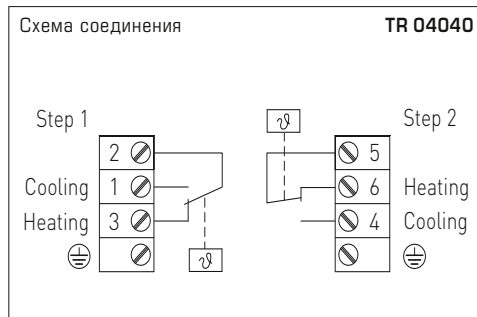 Схема соединения TR 04040
Step 1 ϑ Step 2
2 5
Cooling 1 6 Heating
Heating 3 4 Cooling
ϑ